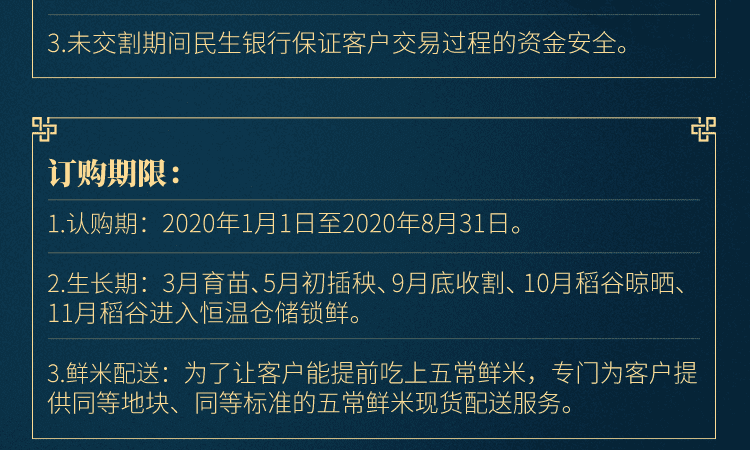 3.未交割期间民生银行保证客户交易过程的资金安全。
订购期限：
1.认购期：2020年1月1日至2020年8月31日。
2.生长期：3月育苗、5月初插秧、9月底收割、10月稻谷晾晒、
11月稻谷进入恒温仓储锁鲜。
3.鲜米配送：为了让客户能提前吃上五常鲜米，专门为客户提
供同等地块、同等标准的五常鲜米现货配送服务。